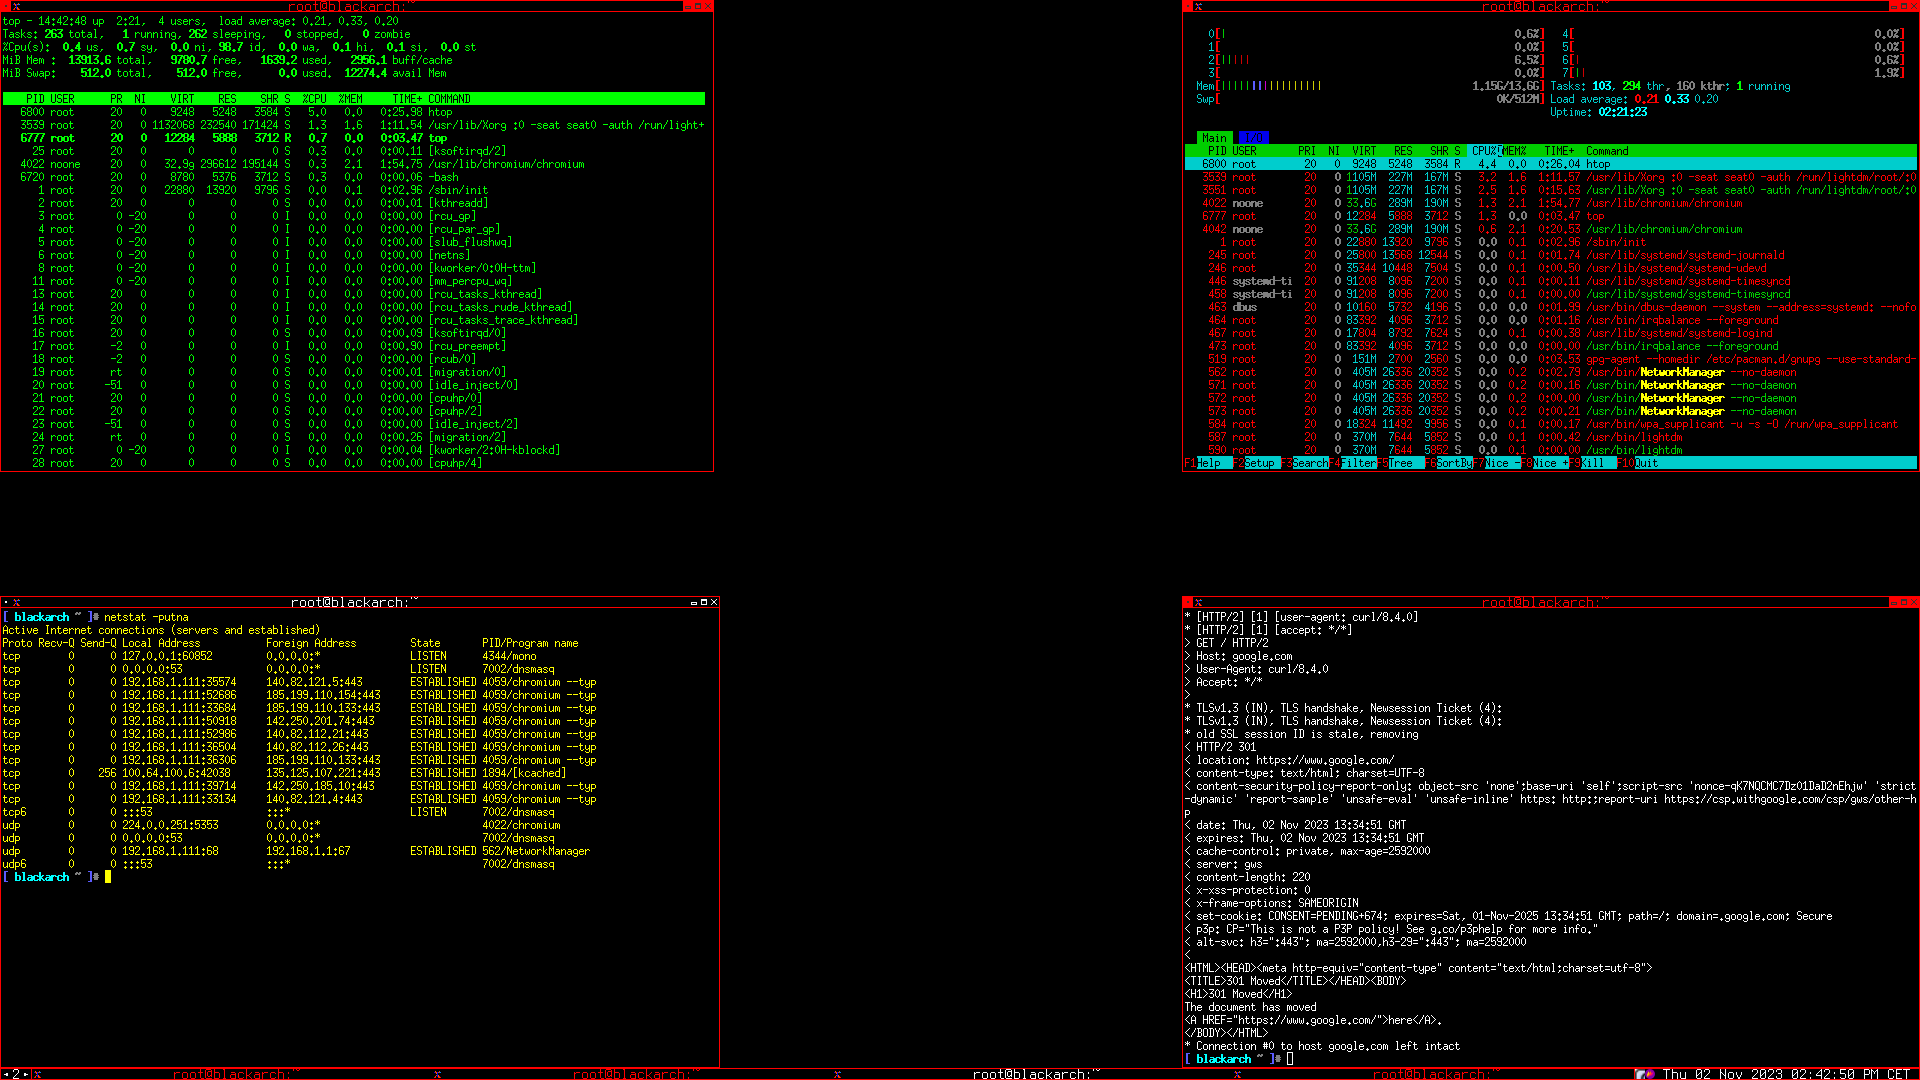 root@blackarch:~
top - 14:42:48 up  2:21,  4 users,  load average: 0.21, 0.33, 0.20
Tasks: 263 total,   1 running, 262 sleeping,   0 stopped,   0 zombie
%Cpu(s):  0.4 us,  0.7 sy,  0.0 ni, 98.7 id,  0.0 wa,  0.1 hi,  0.1 si,  0.0 st
MiB Mem :  13913.6 total,   9780.7 free,   1639.2 used,   2956.1 buff/cache
MiB Swap:    512.0 total,    512.0 free,      0.0 used.  12274.4 avail Mem
PID USER      PR  NI    VIRT    RES    SHR S  %CPU  %MEM     TIME+ COMMAND
6800 root      20   0    9248   5248   3584 S   5.0   0.0   0:25.98 htop
3539 root      20   0 1132068 232540 171424 S   1.3   1.6   1:11.54 /usr/lib/Xorg :0 -seat seat0 -auth /run/light+
6777 root      20   0   12284   5888   3712 R   0.7   0.0   0:03.47 top
25 root      20   0       0      0      0 S   0.3   0.0   0:00.11 [ksoftirqd/2]
4022 noone     20   0   32.9g 296612 195144 S   0.3   2.1   1:54.75 /usr/lib/chromium/chromium
6720 root      20   0    8780   5376   3712 S   0.3   0.0   0:00.06 -bash
1 root      20   0   22880  13920   9796 S   0.0   0.1   0:02.96 /sbin/init
2 root      20   0       0      0      0 S   0.0   0.0   0:00.01 [kthreadd]
3 root       0 -20       0      0      0 I   0.0   0.0   0:00.00 [rcu_gp]
4 root       0 -20       0      0      0 I   0.0   0.0   0:00.00 [rcu_par_gp]
5 root       0 -20       0      0      0 I   0.0   0.0   0:00.00 [slub_flushwq]
6 root       0 -20       0      0      0 I   0.0   0.0   0:00.00 [netns]
8 root       0 -20       0      0      0 I   0.0   0.0   0:00.00 [kworker/0:0H-ttm]
11 root       0 -20       0      0      0 I   0.0   0.0   0:00.00 [mm_percpu_wq]
13 root      20   0       0      0      0 I   0.0   0.0   0:00.00 [rcu_tasks_kthread]
14 root      20   0       0      0      0 I   0.0   0.0   0:00.00 [rcu_tasks_rude_kthread]
15 root      20   0       0      0      0 I   0.0   0.0   0:00.00 [rcu_tasks_trace_kthread]
16 root      20   0       0      0      0 S   0.0   0.0   0:00.09 [ksoftirqd/0]
17 root      -2   0       0      0      0 I   0.0   0.0   0:00.90 [rcu_preempt]
18 root      -2   0       0      0      0 S   0.0   0.0   0:00.00 [rcub/0]
19 root      rt   0       0      0      0 S   0.0   0.0   0:00.01 [migration/0]
20 root     -51   0       0      0      0 S   0.0   0.0   0:00.00 [idle_inject/0]
21 root      20   0       0      0      0 S   0.0   0.0   0:00.00 [cpuhp/0]
22 root      20   0       0      0      0 S   0.0   0.0   0:00.00 [cpuhp/2]
23 root     -51   0       0      0      0 S   0.0   0.0   0:00.00 [idle_inject/2]
24 root      rt   0       0      0      0 S   0.0   0.0   0:00.26 [migration/2]
27 root       0 -20       0      0      0 I   0.0   0.0   0:00.04 [kworker/2:0H-kblockd]
28 root      20   0       0      0      0 S   0.0   0.0   0:00.00 [cpuhp/4]
root@blackarch:~
0[| 0.6%] 4[ 0.0%]
1[ 0.0%] 5[ 0.0%]
2[||||| 6.5%] 6[| 0.6%]
3[ 0.0%] 7[|| 1.9%]
Mem[|||||||||||||||||||||| 1.15G/13.6G] Tasks: 103, 294 thr, 160 kthr; 1 running
Swp[ 0K/512M] Load average: 0.21 0.33 0.20
Uptime: 02:21:23
Main
PID USER       PRI  NI  VIRT   RES   SHR S  CPU% MEM%   TIME+  Command
6800 root        20   0  9248  5248  3584 R   4.4  0.0  0:26.04 htop
3539 root        20   0 1105M  227M  167M S   3.2  1.6  1:11.57 /usr/lib/Xorg :0 -seat seat0 -auth /run/lightdm/root/:0
3551 root        20   0 1105M  227M  167M S   2.5  1.6  0:15.63 /usr/lib/Xorg :0 -seat seat0 -auth /run/lightdm/root/:0
4022 noone       20   0 33.6G  289M  190M S   1.3  2.1  1:54.77 /usr/lib/chromium/chromium
6777 root        20   0 12284  5888  3712 S   1.3  0.0  0:03.47 top
4042 noone       20   0 33.6G  289M  190M S   0.6  2.1  0:20.53 /usr/lib/chromium/chromium
1 root        20   0 22880 13920  9796 S   0.0  0.1  0:02.96 /sbin/init
245 root        20   0 25800 13568 12544 S   0.0  0.1  0:01.74 /usr/lib/systemd/systemd-journald
246 root        20   0 35344 10448  7504 S   0.0  0.1  0:00.50 /usr/lib/systemd/systemd-udevd
446 systemd-ti  20   0 91208  8096  7200 S   0.0  0.1  0:00.11 /usr/lib/systemd/systemd-timesyncd
458 systemd-ti  20   0 91208  8096  7200 S   0.0  0.1  0:00.00 /usr/lib/systemd/systemd-timesyncd
463 dbus        20   0 10160  5732  4196 S   0.0  0.0  0:01.99 /usr/bin/dbus-daemon --system --address=systemd: --nofo
464 root        20   0 83392  4096  3712 S   0.0  0.0  0:01.16 /usr/bin/irqbalance --foreground
467 root        20   0 17804  8792  7624 S   0.0  0.1  0:00.38 /usr/lib/systemd/systemd-logind
473 root        20   0 83392  4096  3712 S   0.0  0.0  0:00.00 /usr/bin/irqbalance --foreground
519 root        20   0  151M  2700  2560 S   0.0  0.0  0:03.53 gpg-agent --homedir /etc/pacman.d/gnupg --use-standard-
562 root        20   0  405M 26336 20352 S   0.0  0.2  0:02.79 /usr/bin/NetworkManager --no-daemon
571 root        20   0  405M 26336 20352 S   0.0  0.2  0:00.16 /usr/bin/NetworkManager --no-daemon
572 root        20   0  405M 26336 20352 S   0.0  0.2  0:00.00 /usr/bin/NetworkManager --no-daemon
573 root        20   0  405M 26336 20352 S   0.0  0.2  0:00.21 /usr/bin/NetworkManager --no-daemon
584 root        20   0 18324 11492  9956 S   0.0  0.1  0:00.17 /usr/bin/wpa_supplicant -u -s -O /run/wpa_supplicant
587 root        20   0  370M  7644  5852 S   0.0  0.1  0:00.42 /usr/bin/lightdm
590 root        20   0  370M  7644  5852 S   0.0  0.1  0:00.00 /usr/bin/lightdm
F1Help  F2Setup F3SearchF4FilterF5Tree  F6SortByF7Nice -F8Nice +F9Kill  F10Quit
root@blackarch:~
[ blackarch ~ ]# netstat -putna
Active Internet connections (servers and established)
Proto Recv-Q Send-Q Local Address           Foreign Address         State       PID/Program name
tcp        0      0 127.0.0.1:60852         0.0.0.0:*               LISTEN      4344/mono
tcp        0      0 0.0.0.0:53              0.0.0.0:*               LISTEN      7002/dnsmasq
tcp        0      0 192.168.1.111:35574     140.82.121.5:443        ESTABLISHED 4059/chromium --typ
tcp        0      0 192.168.1.111:52686     185.199.110.154:443     ESTABLISHED 4059/chromium --typ
tcp        0      0 192.168.1.111:33684     185.199.110.133:443     ESTABLISHED 4059/chromium --typ
tcp        0      0 192.168.1.111:50918     142.250.201.74:443      ESTABLISHED 4059/chromium --typ
tcp        0      0 192.168.1.111:52986     140.82.112.21:443       ESTABLISHED 4059/chromium --typ
tcp        0      0 192.168.1.111:36504     140.82.112.26:443       ESTABLISHED 4059/chromium --typ
tcp        0      0 192.168.1.111:36306     185.199.110.133:443     ESTABLISHED 4059/chromium --typ
tcp        0    256 100.64.100.6:42038      135.125.107.221:443     ESTABLISHED 1894/[kcached]
tcp        0      0 192.168.1.111:39714     142.250.185.10:443      ESTABLISHED 4059/chromium --typ
tcp        0      0 192.168.1.111:33134     140.82.121.4:443        ESTABLISHED 4059/chromium --typ
tcp6       0      0 :::53                   :::*                    LISTEN      7002/dnsmasq
udp        0      0 224.0.0.251:5353        0.0.0.0:*                           4022/chromium
udp        0      0 0.0.0.0:53              0.0.0.0:*                           7002/dnsmasq
udp        0      0 192.168.1.111:68        192.168.1.1:67          ESTABLISHED 562/NetworkManager
udp6       0      0 :::53                   :::*                                7002/dnsmasq
[ blackarch ~ ]#
root@blackarch:~
* [HTTP/2] [1] [user-agent: curl/8.4.0]
* [HTTP/2] [1] [accept: */*]
> GET / HTTP/2
> Host: google.com
> User-Agent: curl/8.4.0
> Accept: */*
>
* TLSv1.3 (IN), TLS handshake, Newsession Ticket (4):
* TLSv1.3 (IN), TLS handshake, Newsession Ticket (4):
* old SSL session ID is stale, removing
< HTTP/2 301
< location: https://www.google.com/
< content-type: text/html; charset=UTF-8
< content-security-policy-report-only: object-src 'none';base-uri 'self';script-src 'nonce-qK7NQCMC7DzO1DaD2nEhjw' 'strict
-dynamic' 'report-sample' 'unsafe-eval' 'unsafe-inline' https: http:;report-uri https://csp.withgoogle.com/csp/gws/other-h
p
< date: Thu, 02 Nov 2023 13:34:51 GMT
< expires: Thu, 02 Nov 2023 13:34:51 GMT
< cache-control: private, max-age=2592000
< server: gws
< content-length: 220
< x-xss-protection: 0
< x-frame-options: SAMEORIGIN
< set-cookie: CONSENT=PENDING+674; expires=Sat, 01-Nov-2025 13:34:51 GMT; path=/; domain=.google.com; Secure
< p3p: CP="This is not a P3P policy! See g.co/p3phelp for more info."
< alt-svc: h3=":443"; ma=2592000,h3-29=":443"; ma=2592000
<
<HTML><HEAD><meta http-equiv="content-type" content="text/html;charset=utf-8">
<TITLE>301 Moved</TITLE></HEAD><BODY>
<H1>301 Moved</H1>
The document has moved
<A HREF="https://www.google.com/">here</A>.
</BODY></HTML>
* Connection #0 to host google.com left intact
[ blackarch ~ ]#
2 root@blackarch:~ root@blackarch:~ root@blackarch:~ root@blackarch:~ Thu 02 Nov 2023 02:42:50 PM CET